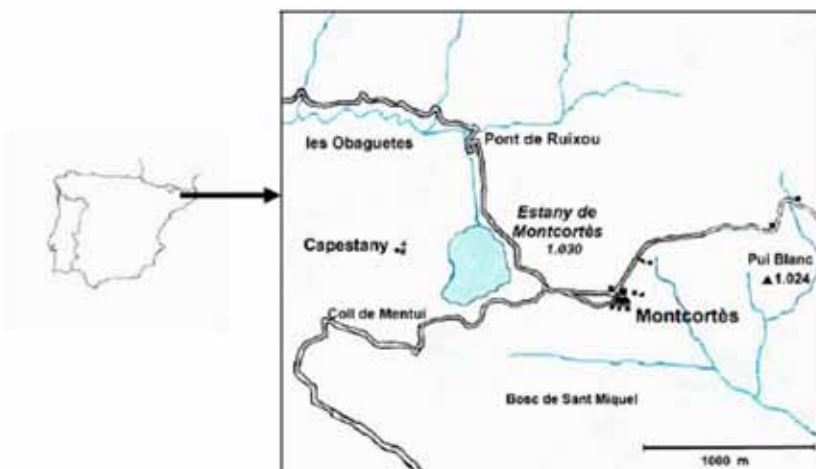 les Obaguetes
Pont de Ruixou
Estany de
Montcortès
1.030
Capestany
Pui Blanc
1.024
Coll de Mentui
Montcortès
Bosc de Sant Miquel
1000 m